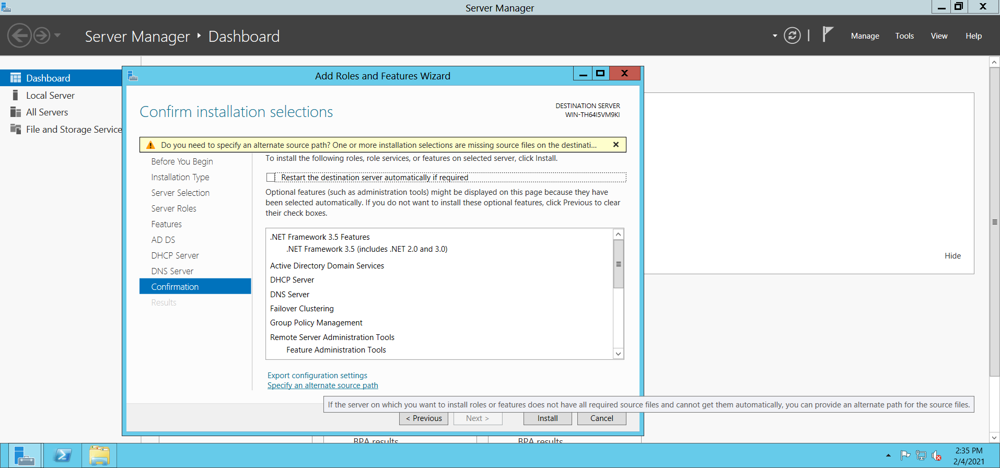 Server Manager
Server Manager ‣ Dashboard
Manage
Tools
View
Help
Dashboard
Local Server
All Servers
File and Storage Service
Add Roles and Features Wizard
Confirm installation selections
DESTINATION SERVER
WIN-TH64I5VM9KI
Do you need to specify an alternate source path? One or more installation selections are missing source files on the destinati...
Before You Begin
Installation Type
Server Selection
Server Roles
Features
AD DS
DHCP Server
DNS Server
Confirmation
Results
To install the following roles, role services, or features on selected server, click Install.
Restart the destination server automatically if required
Optional features (such as administration tools) might be displayed on this page because they have
been selected automatically. If you do not want to install these optional features, click Previous to clear
their check boxes.
.NET Framework 3.5 Features
.NET Framework 3.5 (includes .NET 2.0 and 3.0)
Active Directory Domain Services
DHCP Server
DNS Server
Failover Clustering
Group Policy Management
Remote Server Administration Tools
Feature Administration Tools
Export configuration settings
Specify an alternate source path
If the server on which you want to install roles or features does not have all required source files and cannot get them automatically, you can provide an alternate path for the source files.
< Previous
Next >
Install
Cancel
Hide
BPA results
BPA results
2:35 PM
2/4/2021